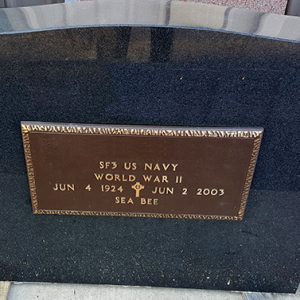 SF3 US NAVY
WORLD WAR II
JUN 4 1924 JUN 2 2003
SEA BEE